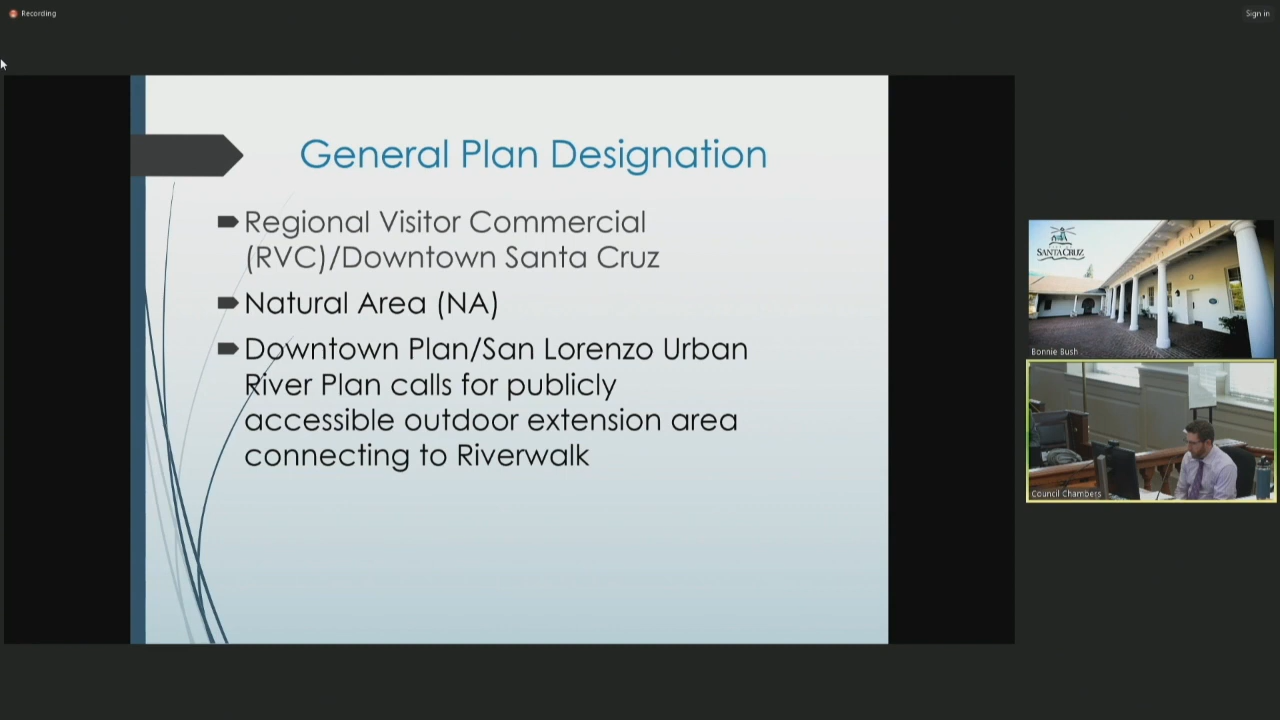 Recording
Sign in
General Plan Designation
Regional Visitor Commercial
(RVC)/Downtown Santa Cruz
Natural Area (NA)
Downtown Plan/San Lorenzo Urban
River Plan calls for publicly
accessible outdoor extension area
connecting to Riverwalk
SANTA CRUZ
HALL
Bonnie Bush
Council Chambers